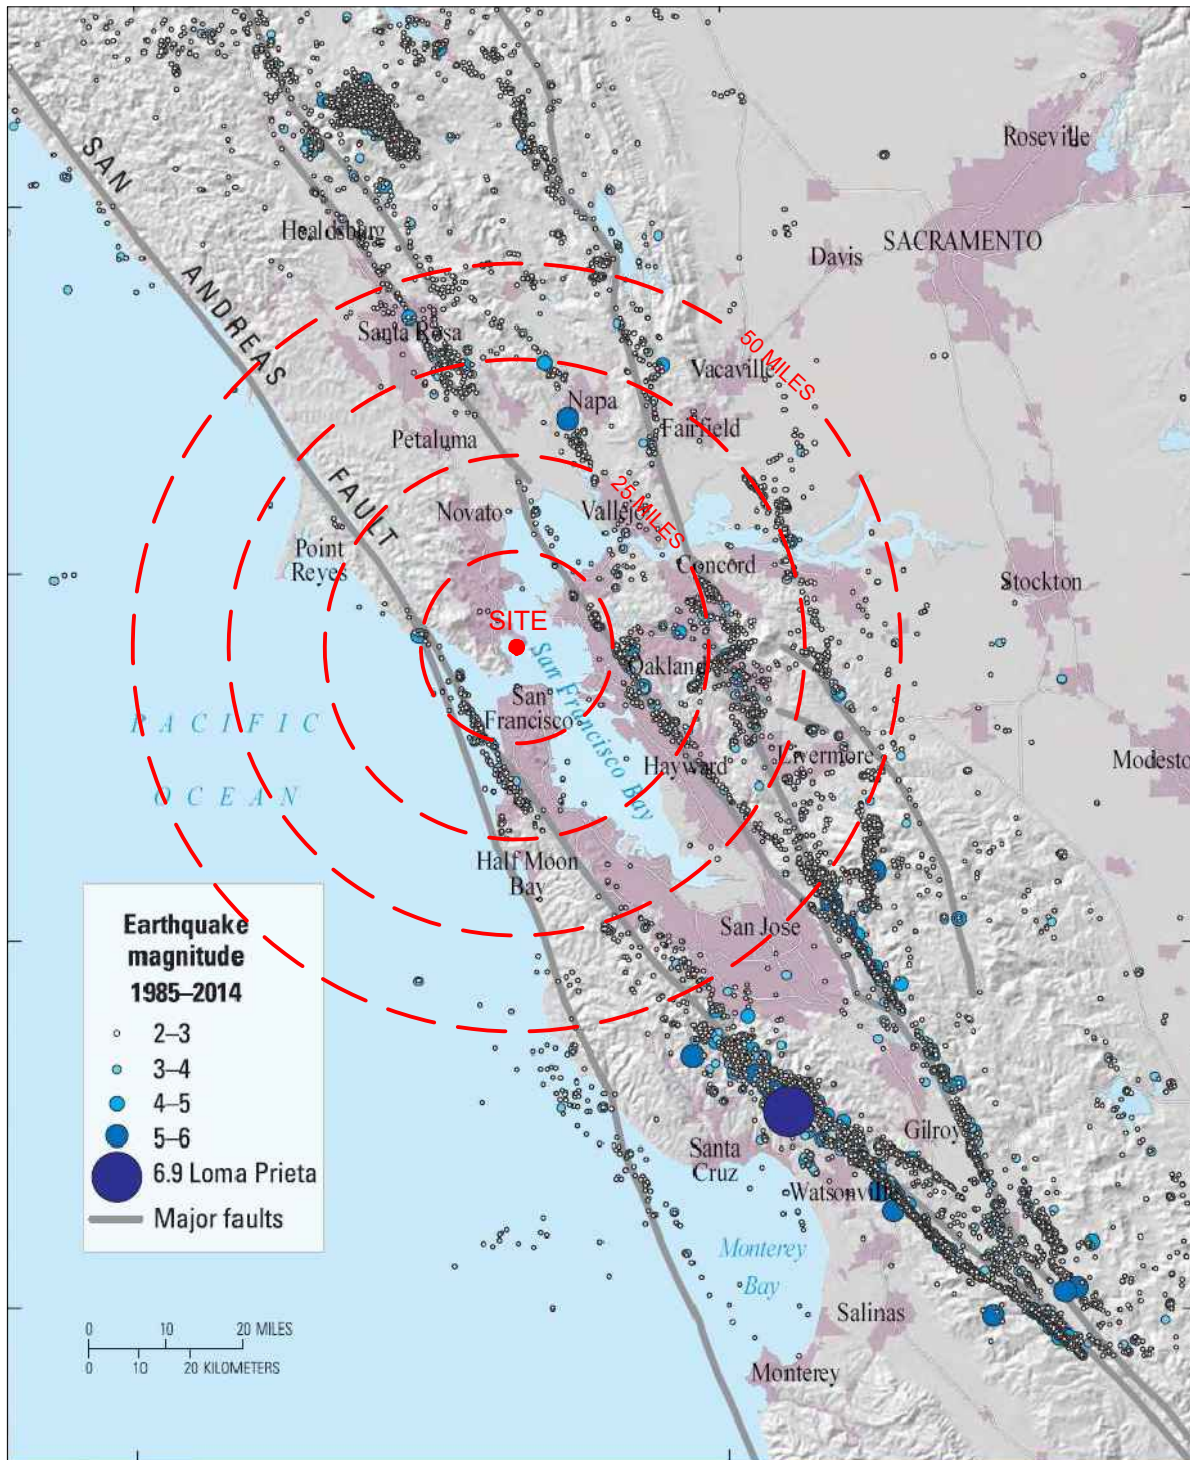 Roseville
SAN
ANDREAS
FAULT
Healdsburg
SACRAMENTO
Davis
Santa Rosa
50 MILES
Vacaville
Napa
Petaluma
Fairfield
25 MILES
Novato
Vallejo
Point
Reyes
Concord
Stockton
SITE
San Francisco Bay
Oakland
San
Francisco
PACIFIC
OCEAN
Hayward
Livermore
Modesto
Half Moon
Bay
San Jose
Earthquake
magnitude
1985–2014
2–3
3–4
4–5
5–6
6.9 Loma Prieta
Major faults
Gilroy
Santa
Cruz
Watsonville
Monterey
Bay
Salinas
Monterey
0 10 20 MILES
0 10 20 KILOMETERS